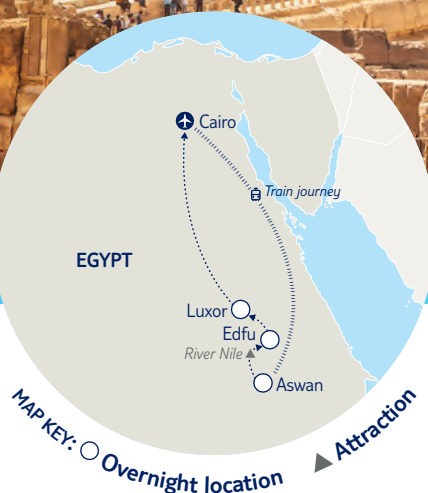 Cairo
Train journey
EGYPT
Luxor
Edfu
River Nile
Aswan
MAP KEY: Overnight location
Attraction